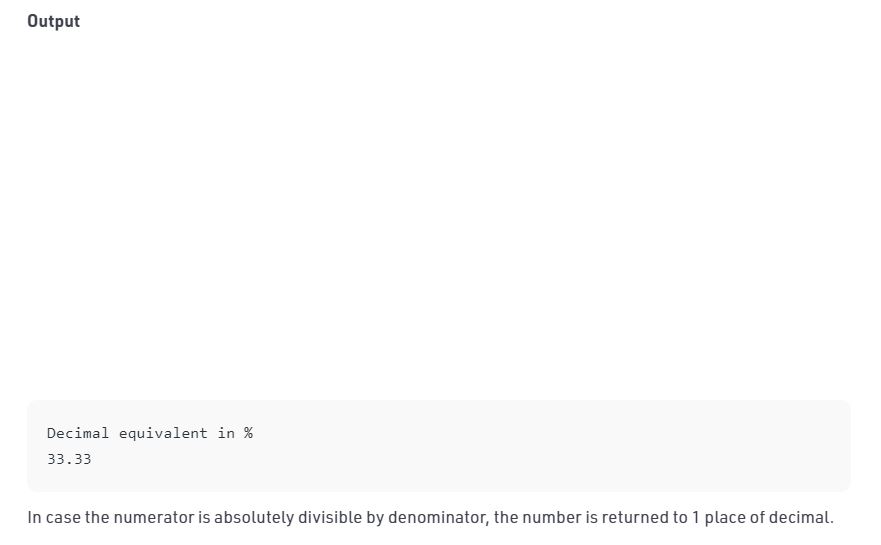 Output
Decimal equivalent in %
33.33
In case the numerator is absolutely divisible by denominator, the number is returned to 1 place of decimal.